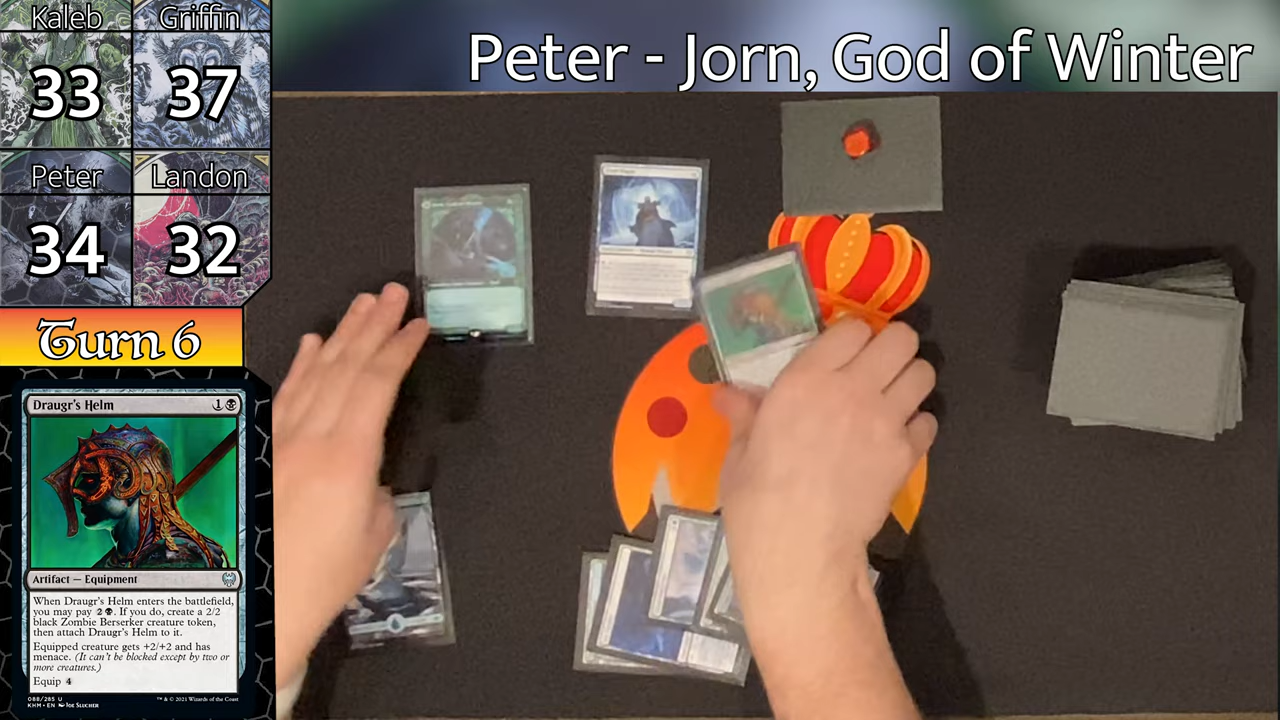 Kaleb
Griffin
33
37
Peter
Landon
34
32
Turn 6
Peter - Jorn, God of Winter
Draugr's Helm 1
Artifact — Equipment
When Draugr's Helm enters the battlefield,
you may pay 2. If you do, create a 2/2
black Zombie Berserker creature token,
then attach Draugr's Helm to it.
Equipped creature gets +2/+2 and has
menace. (It can't be blocked except by two or
more creatures.)
Equip 4
088/285 U
KHM • EN Joe Slucher
™ & © 2021 Wizards of the Coast